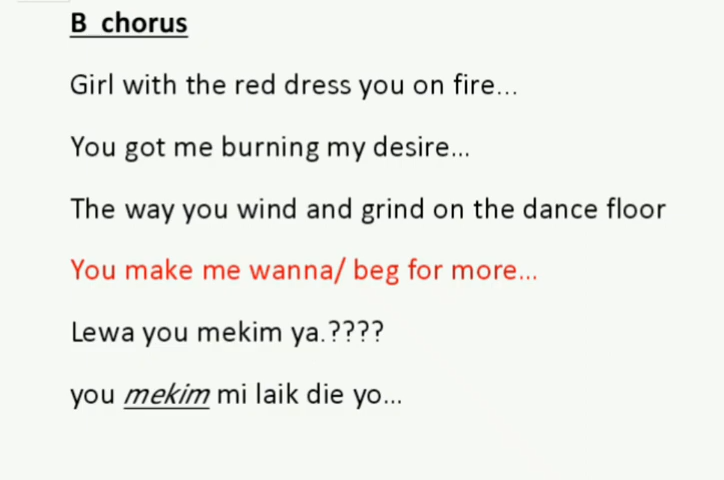 B chorus
Girl with the red dress you on fire...
You got me burning my desire...
The way you wind and grind on the dance floor
You make me wanna/ beg for more...
Lewa you mekim ya.????
you mekim mi laik die yo...